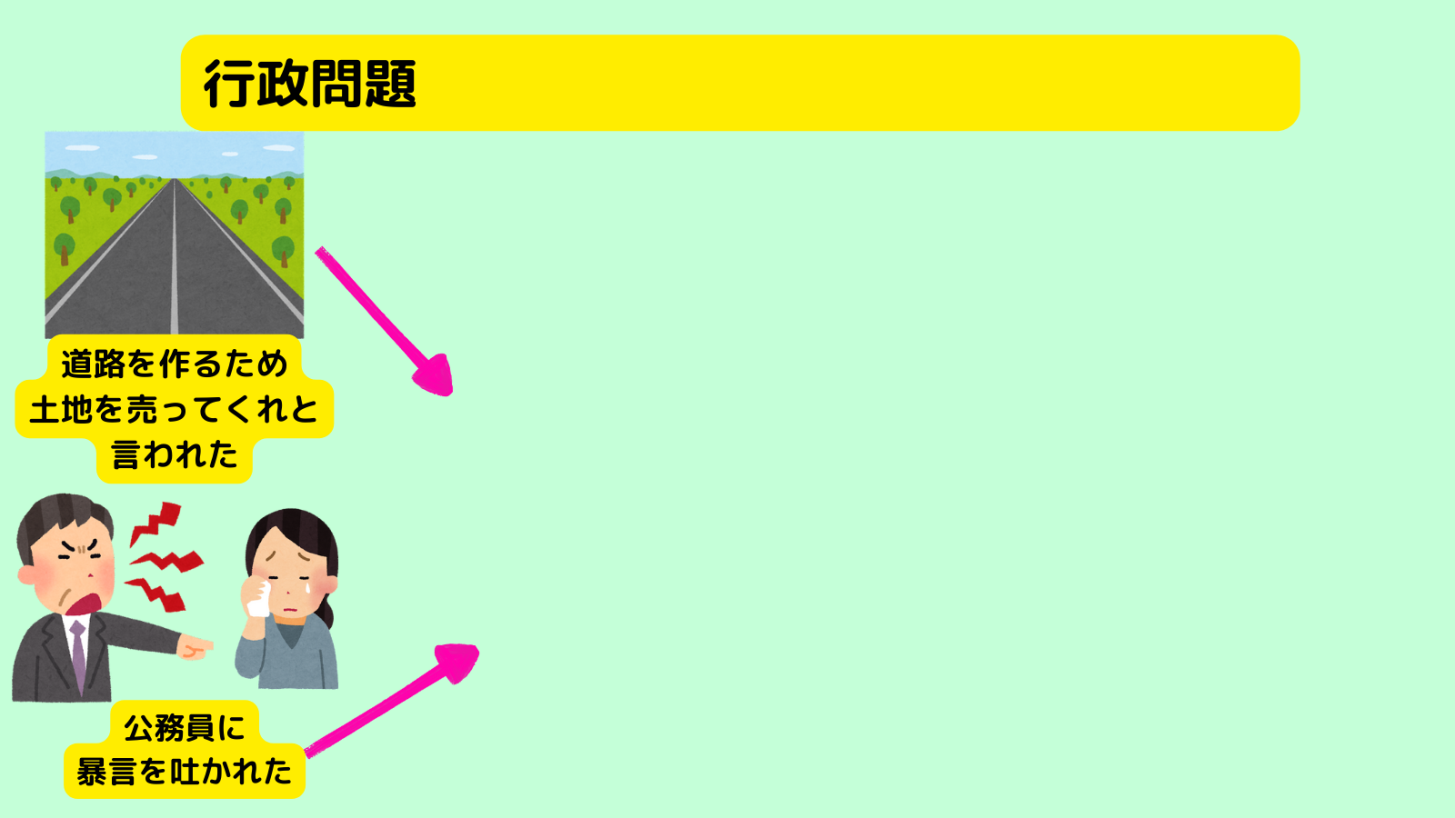 行政問題
道路を作るため
土地を売ってくれと
言われた
公務員に
暴言を吐かれた